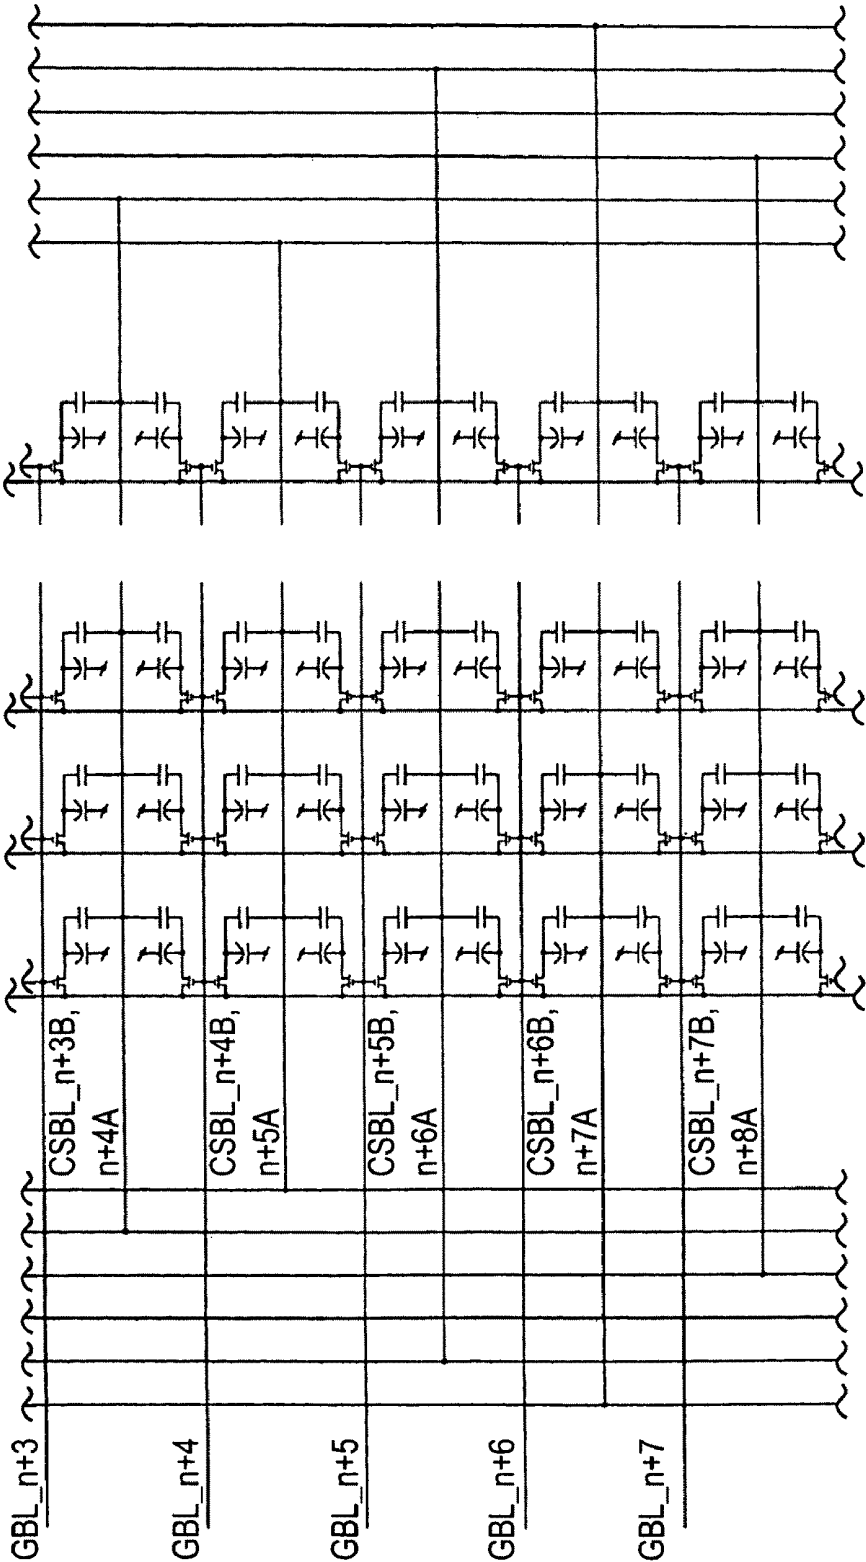 GBL_n+3
CSBL_n+3B,
n+4A
GBL_n+4
CSBL_n+4B,
n+5A
GBL_n+5
CSBL_n+5B,
n+6A
GBL_n+6
CSBL_n+6B,
n+7A
GBL_n+7
CSBL_n+7B,
n+8A